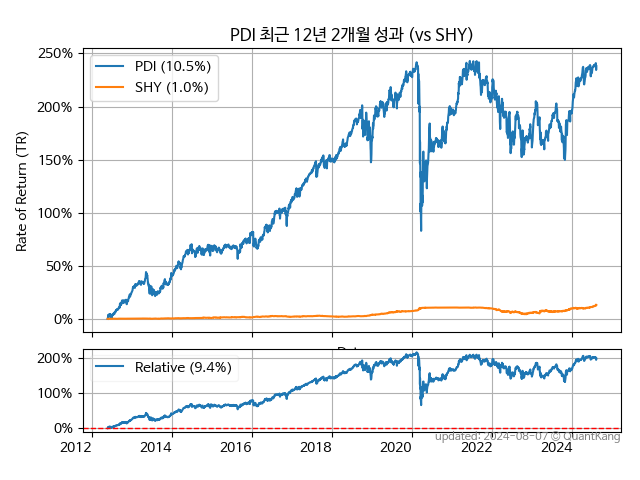 PDI 최근 12년 2개월 성과 (vs SHY)
250%
200%
150%
100%
50%
0%
Rate of Return (TR)
PDI (10.5%)
SHY (1.0%)
200%
100%
0%
Relative (9.4%)
2012 2014 2016 2018 2020 2022 2024
updated: 2024-08-07 © QuantKang